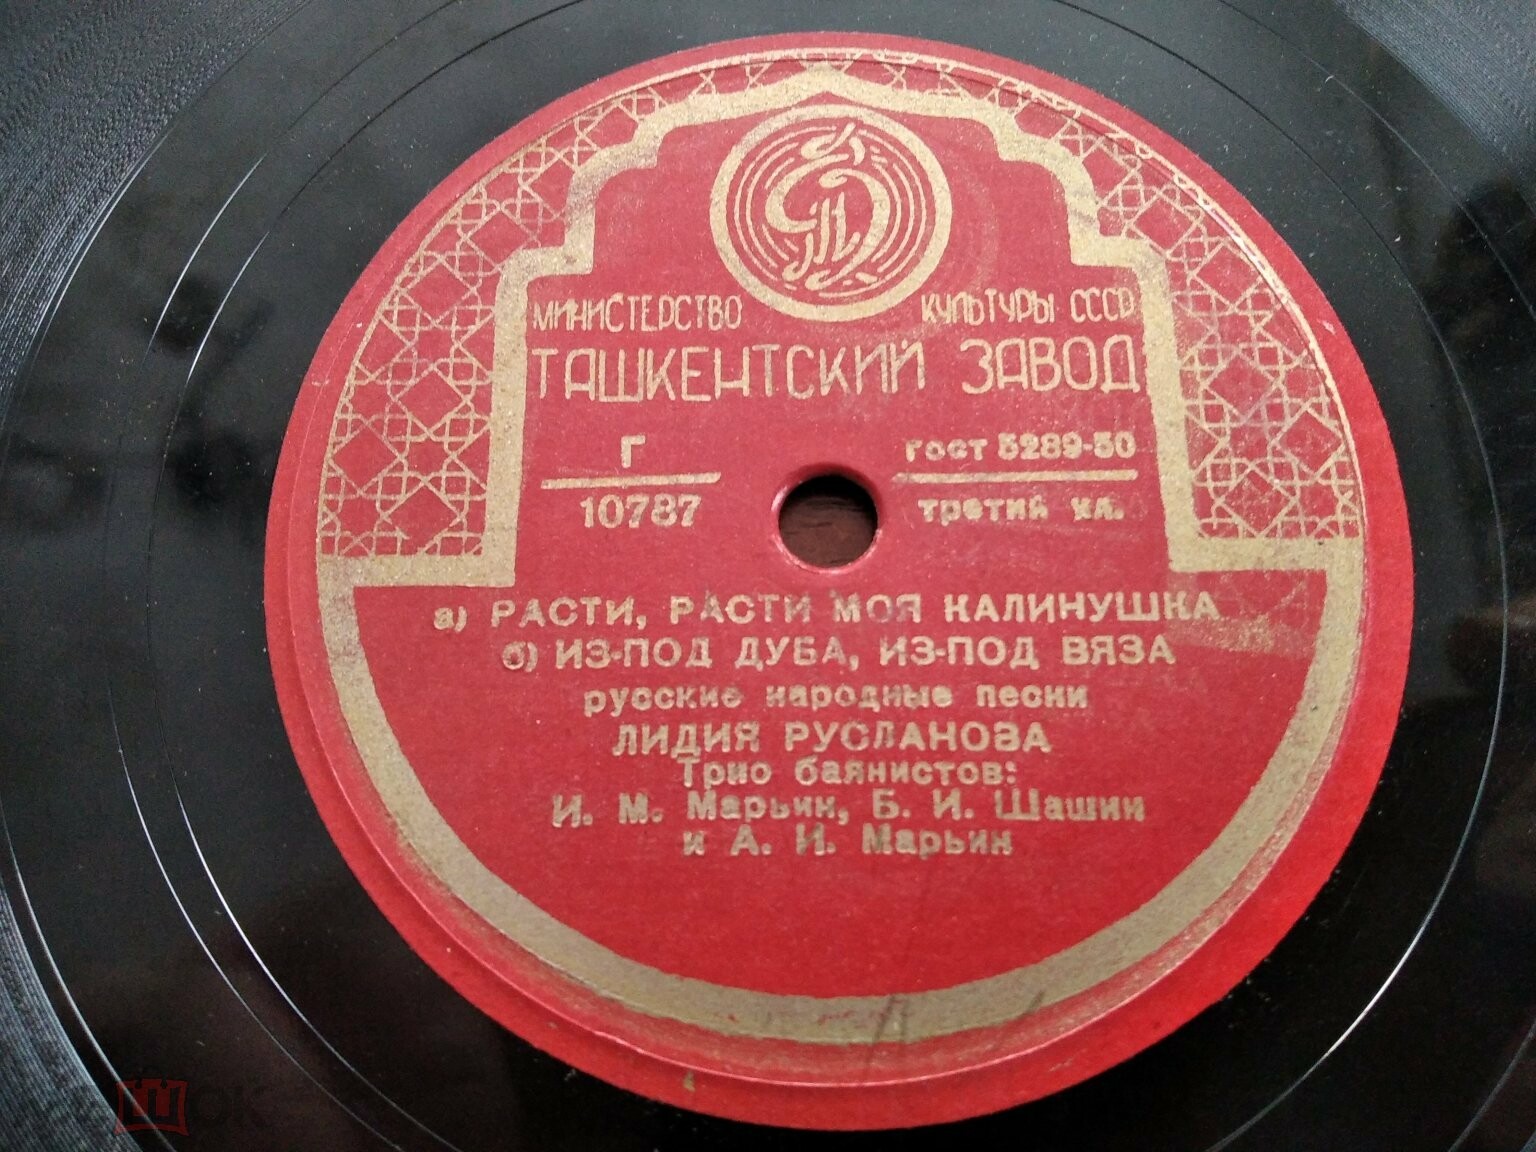 МИНИСТЕРСТВО КУЛЬТУРЫ СССР
ТАШКЕНТСКИЙ ЗАВОД
Г
10787
ГОСТ 5289-50
третий кл.
а) РАСТИ, РАСТИ МОЯ КАЛИНУШКА
б) ИЗ-ПОД ДУБА, ИЗ-ПОД ВЯЗА
русские народные песни
ЛИДИЯ РУСЛАНОВА
Трио баянистов:
И. М. Марьин, Б. И. Шашин
и А. И. Марьин